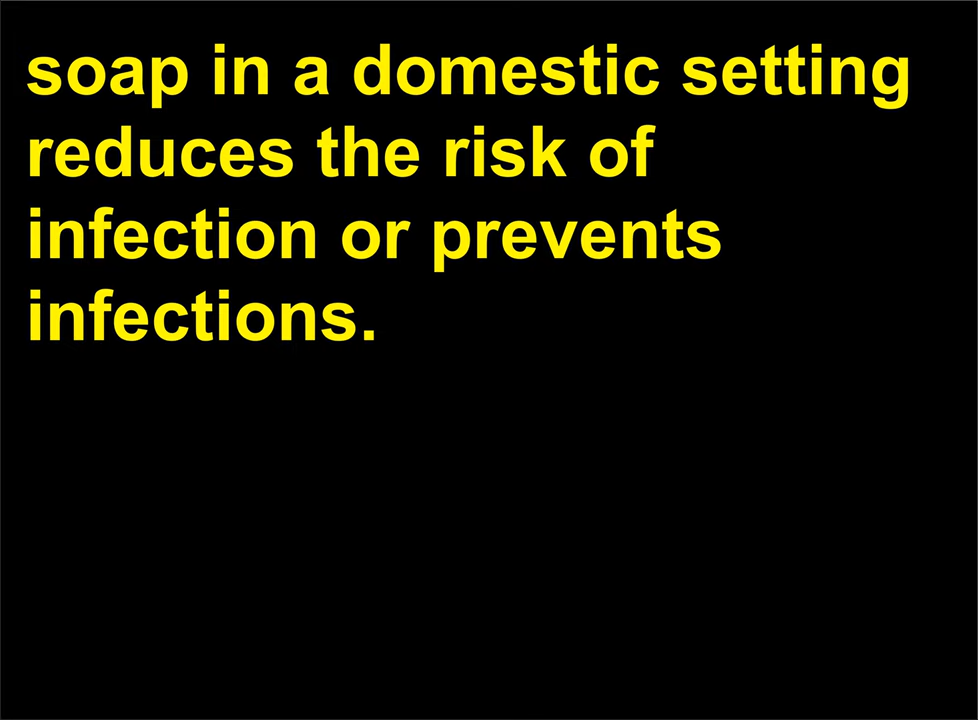 soap in a domestic setting
reduces the risk of
infection or prevents
infections.